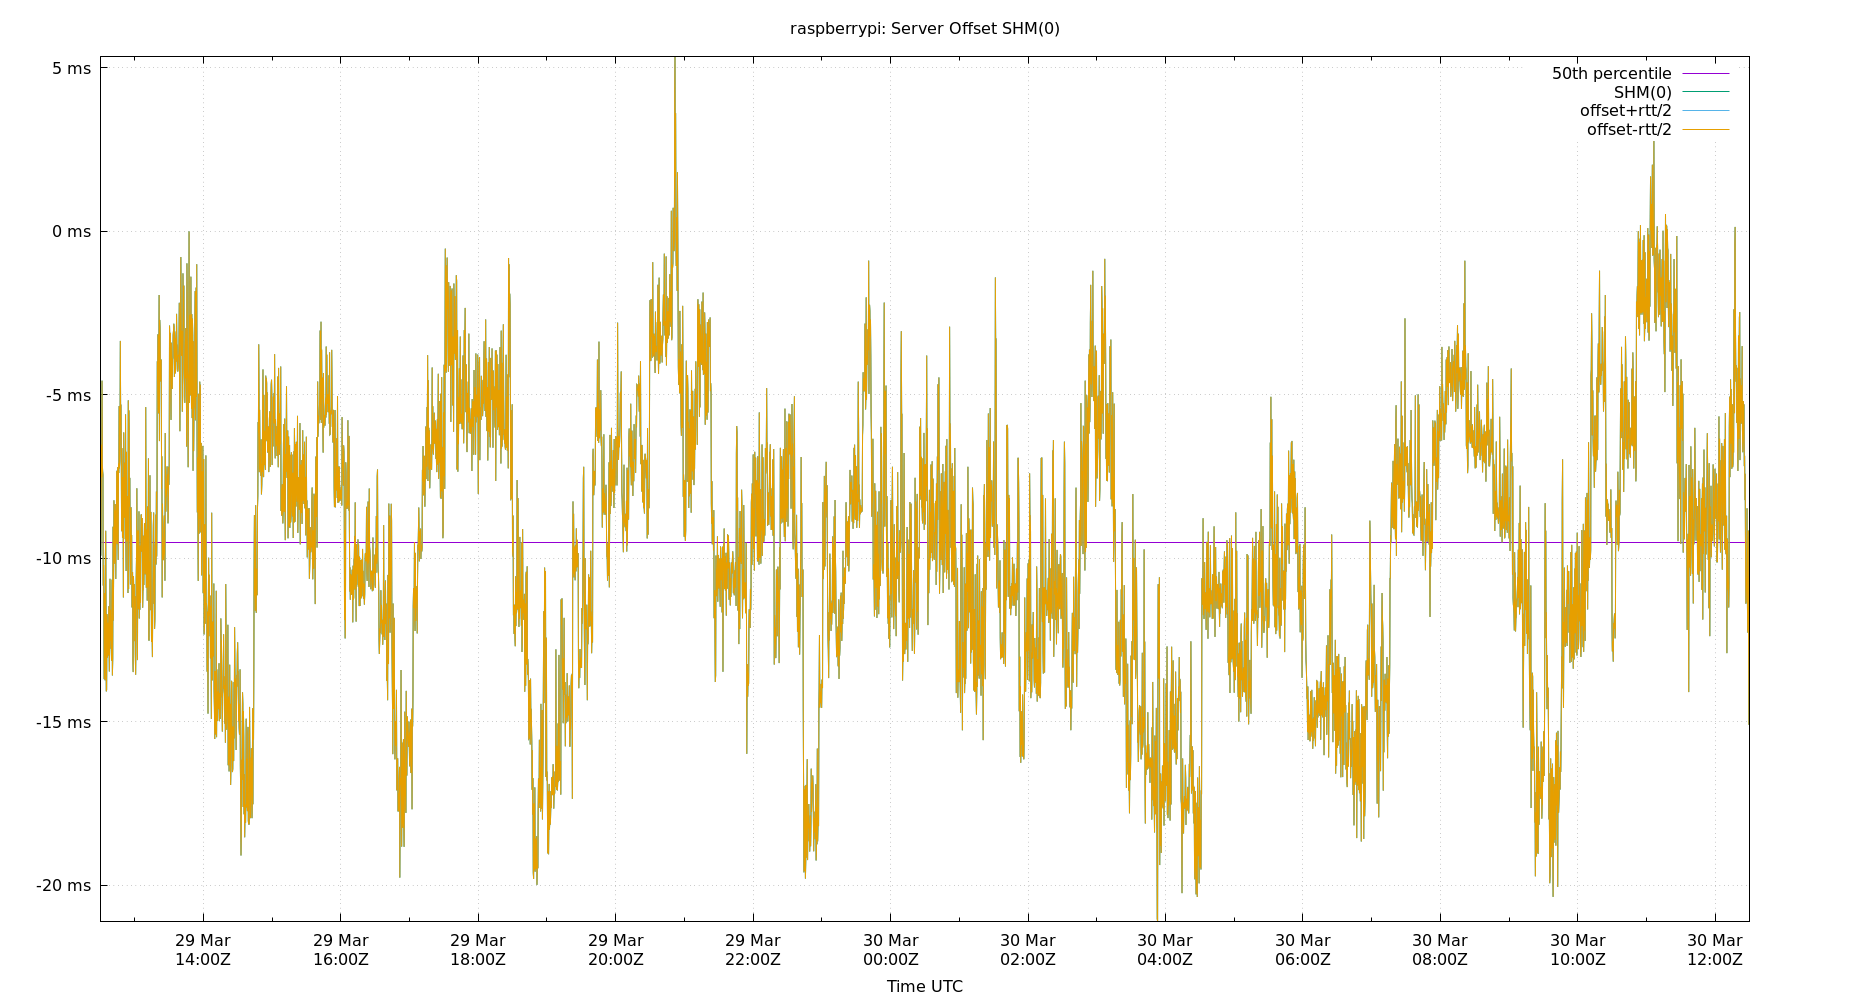 raspberrypi: Server Offset SHM(0)
50th percentile
SHM(0)
offset+rtt/2
offset-rtt/2
5 ms
0 ms
-5 ms
-10 ms
-15 ms
-20 ms
29 Mar 29 Mar 29 Mar 29 Mar 29 Mar 30 Mar 30 Mar 30 Mar 30 Mar 30 Mar 30 Mar 30 Mar
14:00Z 16:00Z 18:00Z 20:00Z 22:00Z 00:00Z 02:00Z 04:00Z 06:00Z 08:00Z 10:00Z 12:00Z
Time UTC